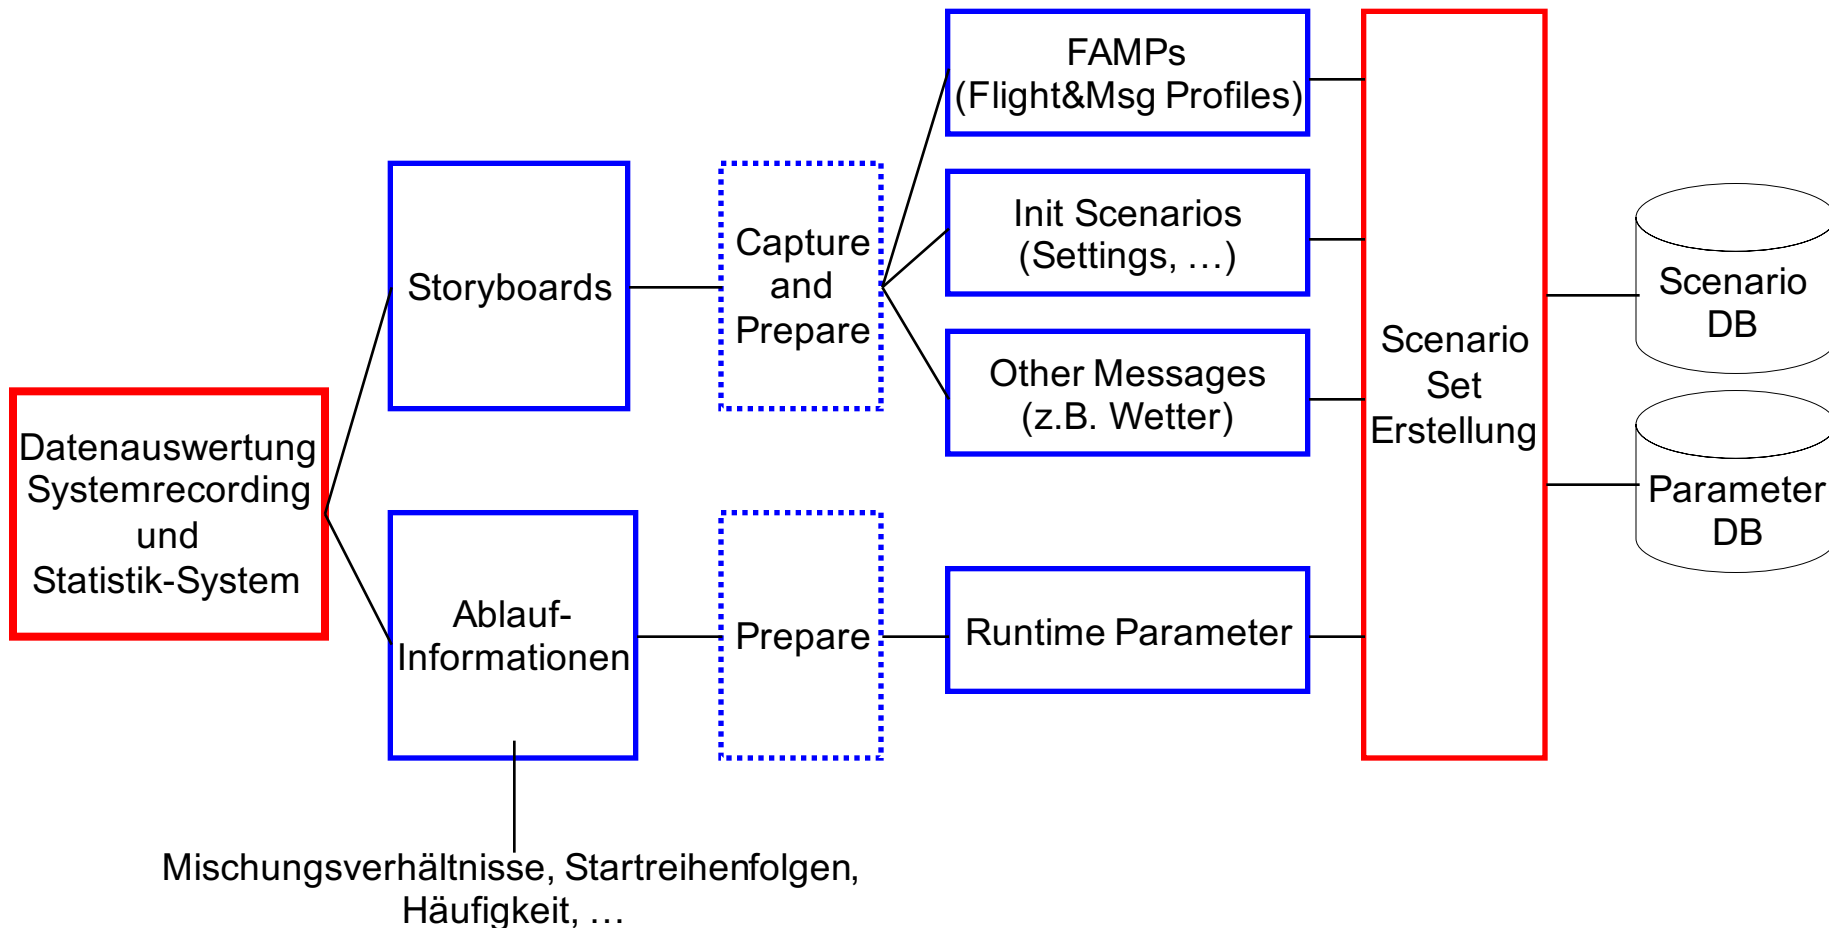 FAMPs
(Flight&Msg Profiles)
Init Scenarios
(Settings, …)
Other Messages
(z.B. Wetter)
Storyboards
Capture
and
Prepare
Datenauswertung
Systemrecording
und
Statistik-System
Ablauf-
Informationen
Prepare
Runtime Parameter
Scenario
Set
Erstellung
Scenario
DB
Parameter
DB
Mischungsverhältnisse, Startreihenfolgen,
Häufigkeit, …